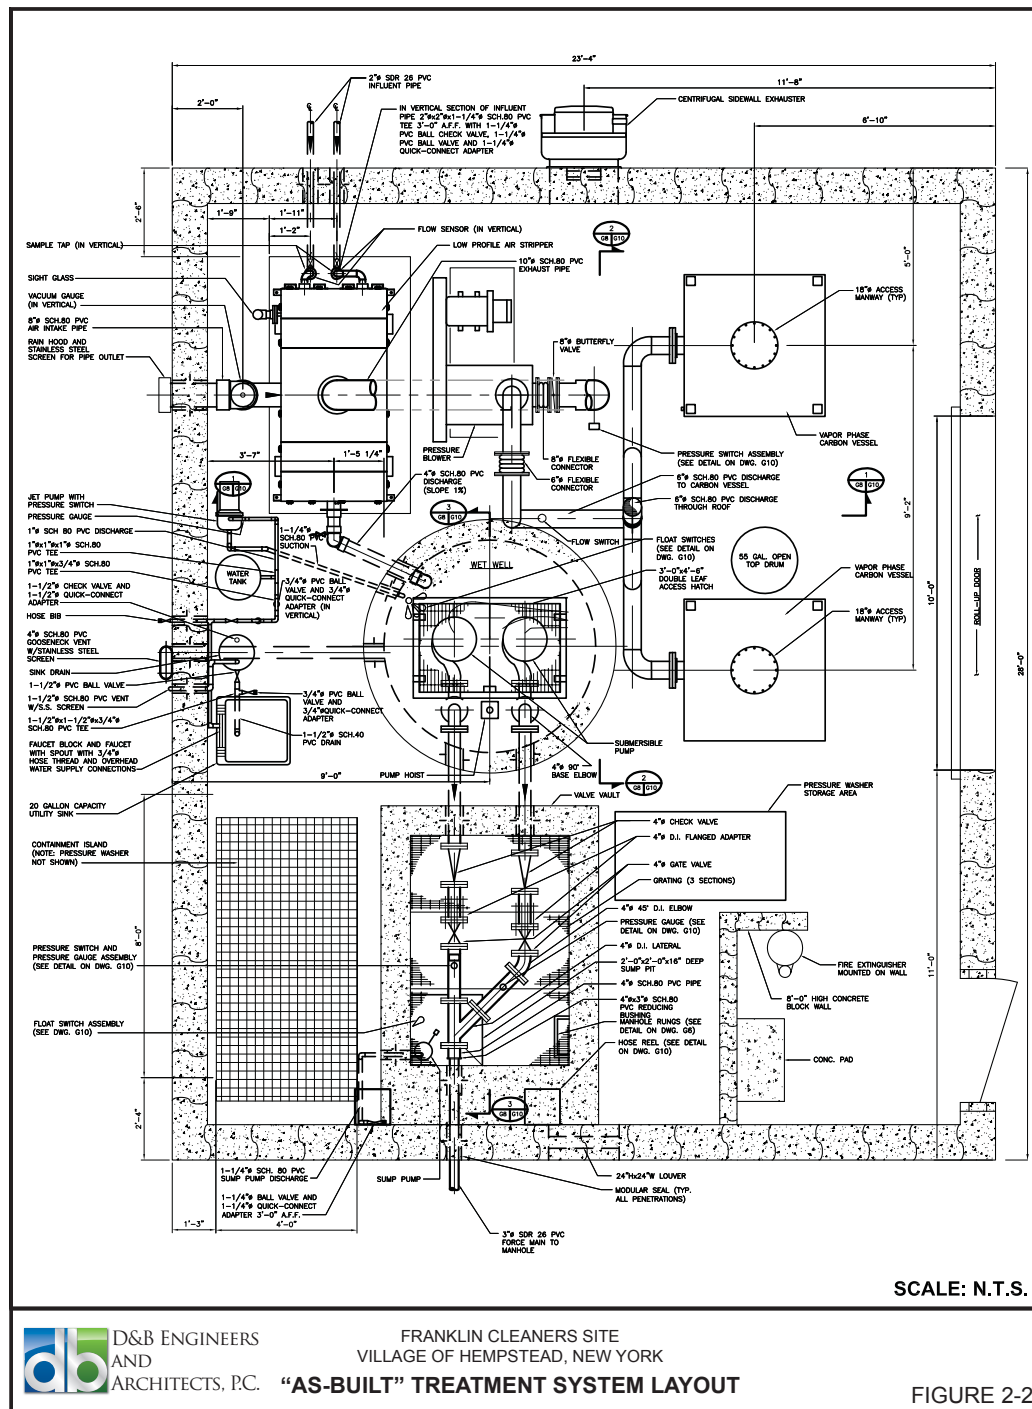 23'-4"
2"ø SDR 26 PVC
INFLUENT PIPE
11'-8"
2'-0"
IN VERTICAL SECTION OF INFLUENT
PIPE 2"øx2"øx1-1/4"ø SCH.80 PVC
TEE 3'-0" A.F.F. WITH 1-1/4"ø
PVC BALL CHECK VALVE, 1-1/4"ø
PVC BALL VALVE AND 1-1/4"ø
QUICK-CONNECT ADAPTER
CENTRIFUGAL SIDEWALL EXHAUSTER
6'-10"
2'-6"
1'-9"
1'-11"
1'-2"
FLOW SENSOR (IN VERTICAL)
2
G8 G10
5'-0"
SAMPLE TAP (IN VERTICAL)
LOW PROFILE AIR STRIPPER
10"ø SCH.80 PVC
EXHAUST PIPE
SIGHT GLASS
18"ø ACCESS
MANWAY (TYP)
VACUUM GAUGE
(IN VERTICAL)
8"ø SCH.80 PVC
AIR INTAKE PIPE
RAIN HOOD AND
STAINLESS STEEL
SCREEN FOR PIPE OUTLET
8"ø BUTTERFLY
VALVE
VAPOR PHASE
CARBON VESSEL
3'-7"
1'-5 1/4"
PRESSURE
BLOWER
8"ø FLEXIBLE
CONNECTOR
6"ø FLEXIBLE
CONNECTOR
PRESSURE SWITCH ASSEMBLY
(SEE DETAIL ON DWG. G10)
6"ø SCH.80 PVC DISCHARGE
TO CARBON VESSEL
6"ø SCH.80 PVC DISCHARGE
THROUGH ROOF
4"ø SCH.80 PVC
DISCHARGE
(SLOPE 1%)
1
G8 G10
1
G8 G10
3
G8 G10
9'-2"
JET PUMP WITH
PRESSURE SWITCH
PRESSURE GAUGE
1"ø SCH 80 PVC DISCHARGE
1"øx1"øx1"ø SCH.80
PVC TEE
1"øx1"øx3/4"ø SCH.80
PVC TEE
1-1/2"ø CHECK VALVE AND
1-1/2"ø QUICK-CONNECT
ADAPTER
HOSE BIB
1-1/4"ø
SCH.80 PVC
SUCTION
FLOW SWITCH
FLOAT SWITCHES
(SEE DETAIL ON
DWG. G10)
WET WELL
WATER
TANK
3'-0"x4'-6"
DOUBLE LEAF
ACCESS HATCH
55 GAL. OPEN
TOP DRUM
VAPOR PHASE
CARBON VESSEL
3/4"ø PVC BALL
VALVE AND 3/4"ø
QUICK-CONNECT
ADAPTER (IN
VERTICAL)
18"ø ACCESS
MANWAY (TYP)
10'-0"
ROLL-UP DOOR
28'-0"
4"ø SCH.80 PVC
GOOSENECK VENT
W/STAINLESS STEEL
SCREEN
SINK DRAIN
1-1/2"ø PVC BALL VALVE
1-1/2"ø SCH.80 PVC VENT
W/S.S. SCREEN
1-1/2"øx1-1/2"øx3/4"ø
SCH.80 PVC TEE
3/4"ø PVC BALL
VALVE AND
3/4"øQUICK-CONNECT
ADAPTER
1-1/2"ø SCH.40
PVC DRAIN
FAUCET BLOCK AND FAUCET
WITH SPOUT WITH 3/4"ø
HOSE THREAD AND OVERHEAD
WATER SUPPLY CONNECTIONS
SUBMERSIBLE
PUMP
9'-0"
PUMP HOIST
4"ø 90°
BASE ELBOW
2
G8 G10
20 GALLON CAPACITY
UTILITY SINK
VALVE VAULT
PRESSURE WASHER
STORAGE AREA
4"ø CHECK VALVE
4"ø D.I. FLANGED ADAPTER
CONTAINMENT ISLAND
(NOTE: PRESSURE WASHER
NOT SHOWN)
4"ø GATE VALVE
GRATING (3 SECTIONS)
4"ø 45° D.I. ELBOW
PRESSURE GAUGE (SEE
DETAIL ON DWG. G10)
8'-0"
PRESSURE SWITCH AND
PRESSURE GAUGE ASSEMBLY
(SEE DETAIL ON DWG. G10)
4"ø D.I. LATERAL
2'-0"x2'-0"x16" DEEP
SUMP PIT
4"ø SCH.80 PVC PIPE
4"øx3"ø SCH.80
PVC REDUCING
BUSHING
MANHOLE RUNGS (SEE
DETAIL ON DWG. G6)
HOSE REEL (SEE DETAIL
ON DWG. G10)
FIRE EXTINGUISHER
MOUNTED ON WALL
11'-0"
8'-0" HIGH CONCRETE
BLOCK WALL
FLOAT SWITCH ASSEMBLY
(SEE DWG. G10)
CONC. PAD
2'-4"
3
G8 G10
1-1/4"ø SCH. 80 PVC
SUMP PUMP DISCHARGE
SUMP PUMP
24"Hx24"W LOUVER
MODULAR SEAL (TYP.
ALL PENETRATIONS)
1-1/4"ø BALL VALVE AND
1-1/4"ø QUICK-CONNECT
ADAPTER 3'-0" A.F.F.
1'-3"
4'-0"
3"ø SDR 26 PVC
FORCE MAIN TO
MANHOLE
SCALE: N.T.S.
db
D&B ENGINEERS
AND
ARCHITECTS, P.C.
FRANKLIN CLEANERS SITE
VILLAGE OF HEMPSTEAD, NEW YORK
“AS-BUILT” TREATMENT SYSTEM LAYOUT
FIGURE 2-2